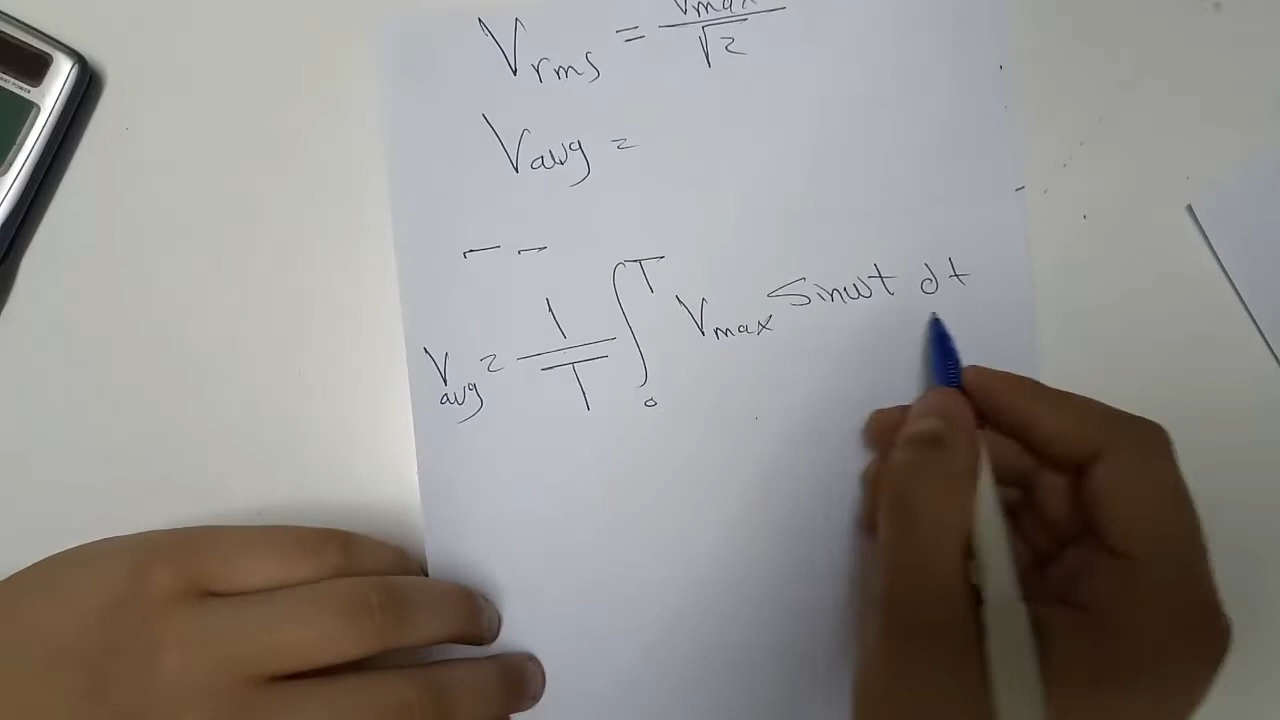 Vrms = Vmax/√2
Vavg =
Vavg = 1/T ∫₀ᵀ Vmax Sinωt dt